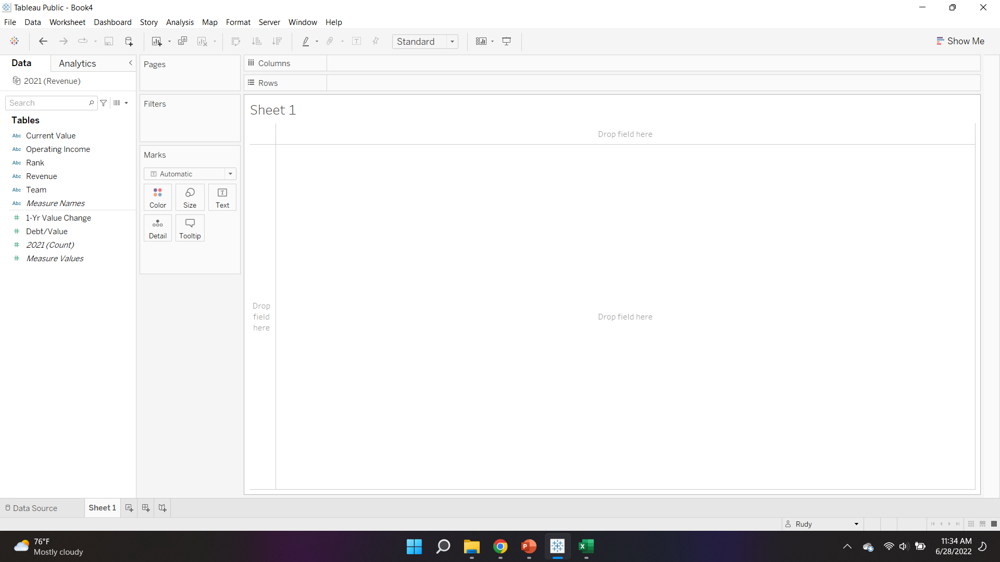 Tableau Public - Book4
File Data Worksheet Dashboard Story Analysis Map Format Server Window Help
Standard
Show Me
Data
Analytics
2021 (Revenue)
Search
Tables
Abc Current Value
Abc Operating Income
Abc Rank
Abc Revenue
Abc Team
Abc Measure Names
# 1-Yr Value Change
# Debt/Value
# 2021 (Count)
# Measure Values
Pages
Filters
Marks
T Automatic
Color
Size
T Text
Detail
Tooltip
Columns
Rows
Sheet 1
Drop field here
Drop
field
here
Drop field here
Data Source
Sheet 1
Rudy
76°F
Mostly cloudy
P
X
11:34 AM
6/28/2022